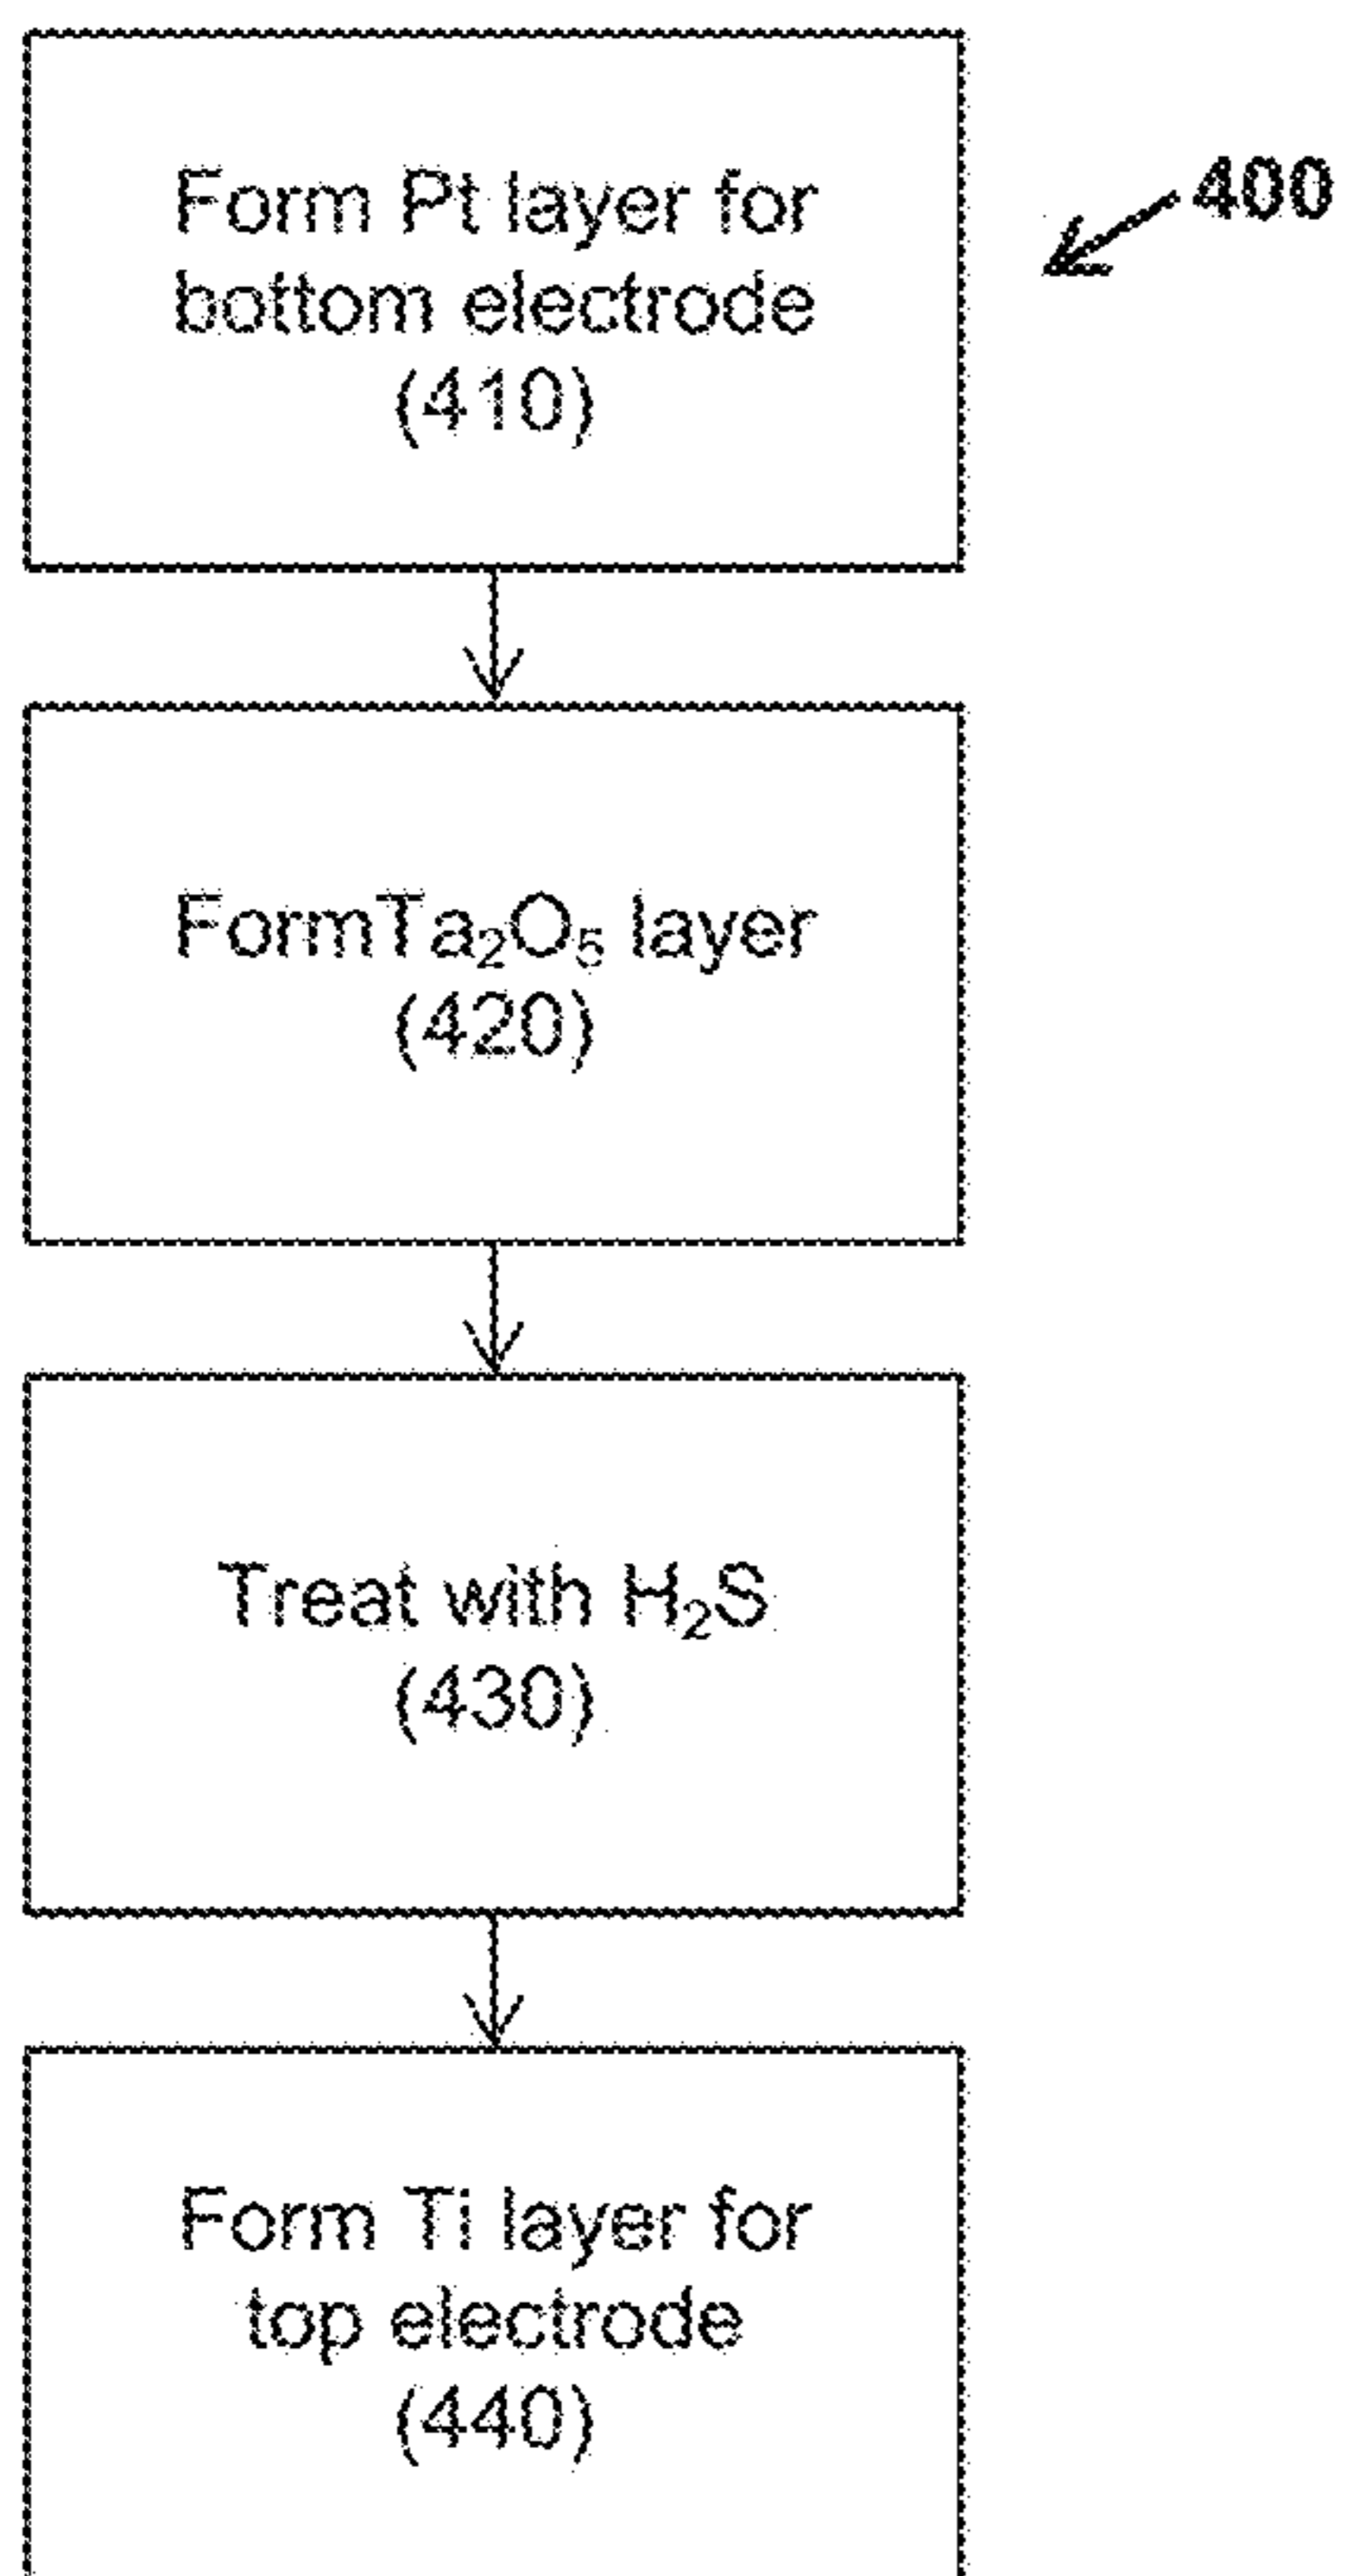 Form Pt layer for
bottom electrode
(410)
400
FormTa₂O₅ layer
(420)
Treat with H₂S
(430)
Form Ti layer for
top electrode
(440)